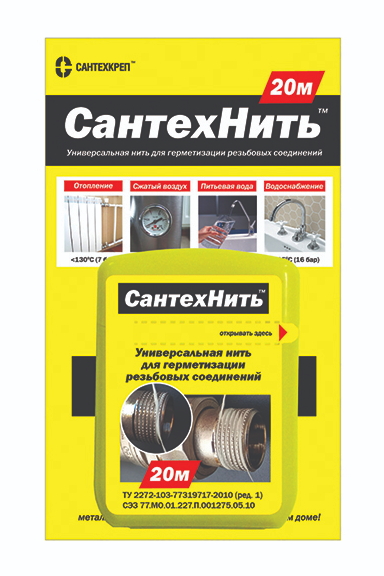 САНТЕХКРЕП™
20м
СантехНить™
Универсальная нить для герметизации резьбовых соединений
Отопление Сжатый воздух Питьевая вода Водоснабжение
<130°C (16 бар)
СантехНить™
открывать здесь
Универсальная нить
для герметизации
резьбовых соединений
20м
ТУ 2272-103-77319717-2010 (ред. 1)
СЭЗ 77.МО.01.227.П.001275.05.10
доме!